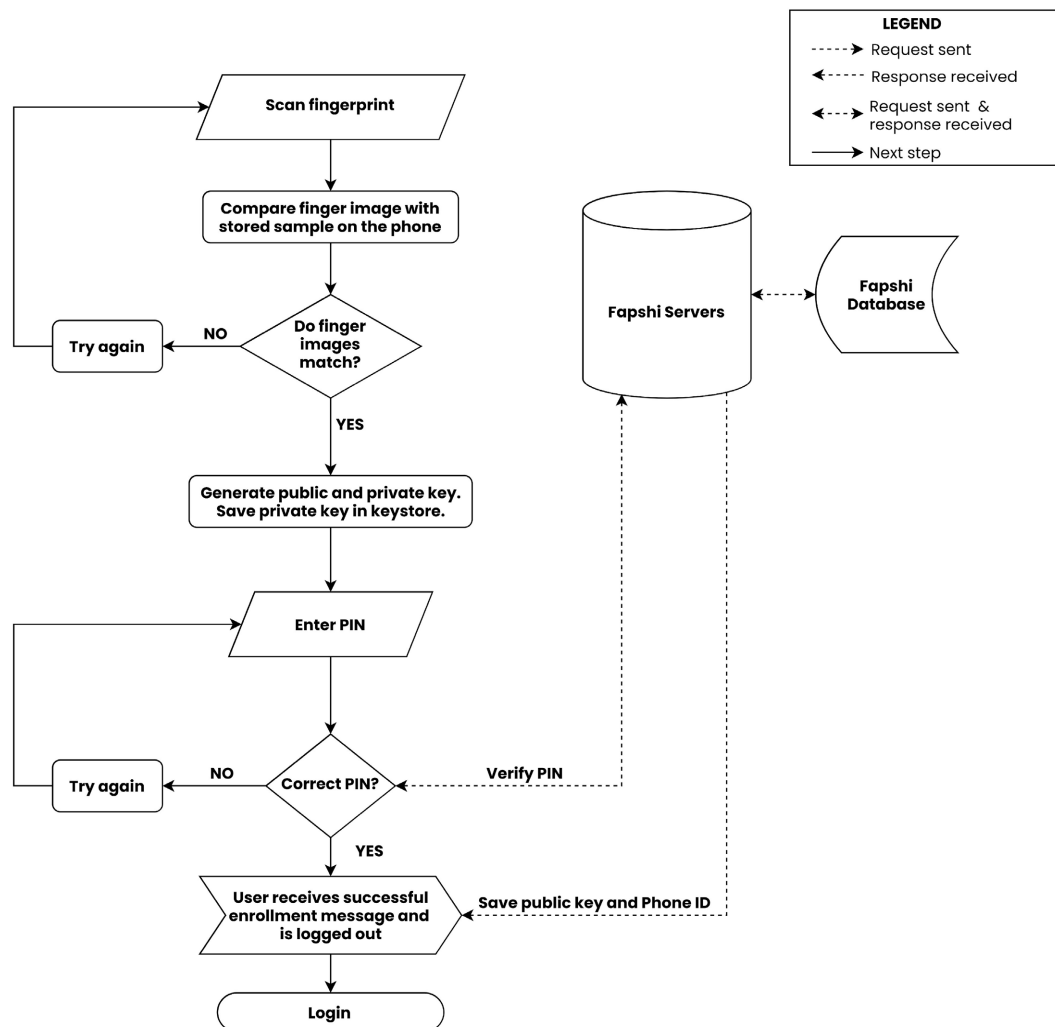 LEGEND
Request sent
Response received
Request sent &
response received
Next step
Scan fingerprint
Compare finger image with
stored sample on the phone
Do finger
images
match?
NO
Try again
YES
Fapshi Servers
Fapshi
Database
Generate public and private key.
Save private key in keystore.
Enter PIN
Correct PIN?
NO
Try again
Verify PIN
YES
User receives successful
enrollment message and
is logged out
Save public key and Phone ID
Login